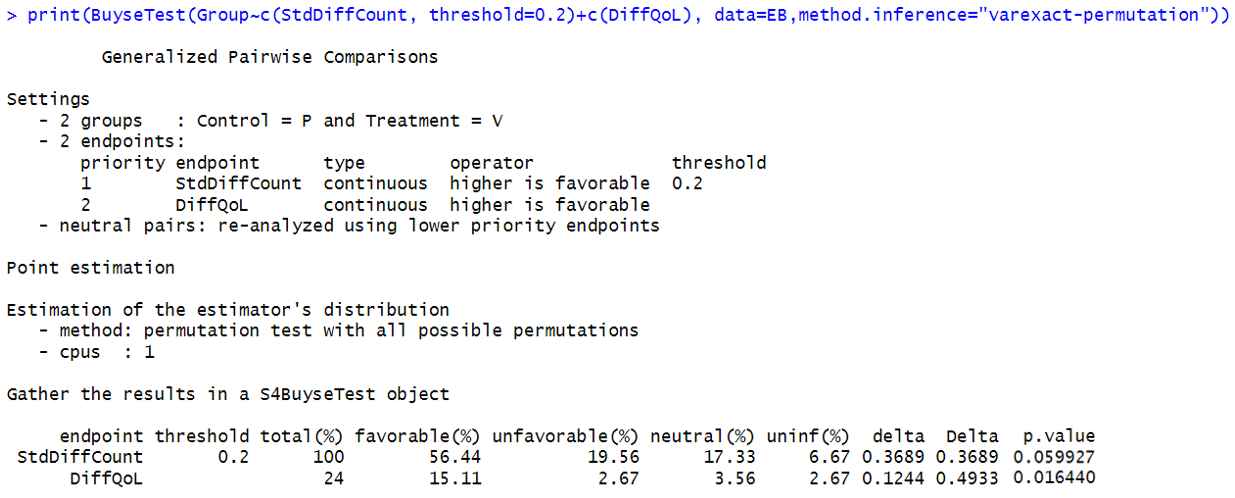 > print(BuyseTest(Group~c(StdDiffCount, threshold=0.2)+c(DiffQoL), data=EB,method.inference="varexact-permutation"))
Generalized Pairwise Comparisons
Settings
- 2 groups : Control = P and Treatment = V
- 2 endpoints:
priority endpoint type operator threshold
1 StdDiffCount continuous higher is favorable 0.2
2 DiffQoL continuous higher is favorable
- neutral pairs: re-analyzed using lower priority endpoints
Point estimation
Estimation of the estimator's distribution
- method: permutation test with all possible permutations
- cpus : 1
Gather the results in a S4BuyseTest object
endpoint threshold total(%) favorable(%) unfavorable(%) neutral(%) uninf(%) delta Delta p.value
StdDiffCount 0.2 100 56.44 19.56 17.33 6.67 0.3689 0.3689 0.059927
DiffQoL 24 15.11 2.67 3.56 2.67 0.1244 0.4933 0.016440